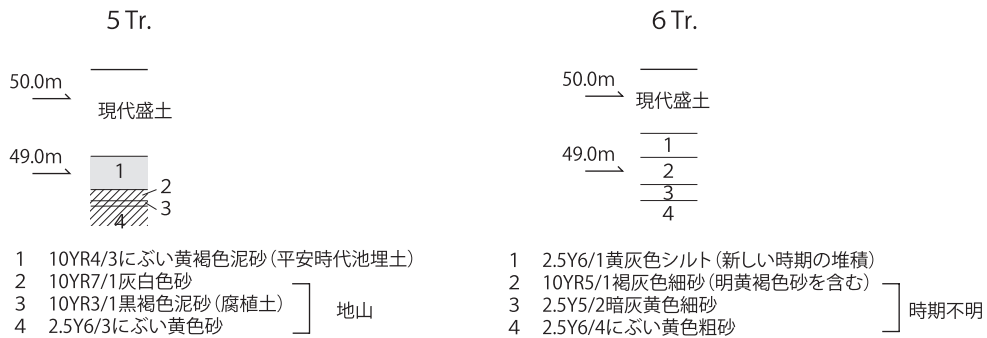 5 Tr.
50.0m
現代盛土
49.0m
1
2
3
4
1 10YR4/3にぶい黄褐色泥砂（平安時代池埋土）
2 10YR7/1灰白色砂
3 10YR3/1黒褐色泥砂（腐植土）
4 2.5Y6/3にぶい黄色砂
地山
6 Tr.
50.0m
現代盛土
49.0m
1
2
3
4
1 2.5Y6/1黄灰色シルト（新しい時期の堆積）
2 10YR5/1褐灰色細砂（明黄褐色砂を含む）
3 2.5Y5/2暗灰黄色細砂
4 2.5Y6/4にぶい黄色粗砂
時期不明